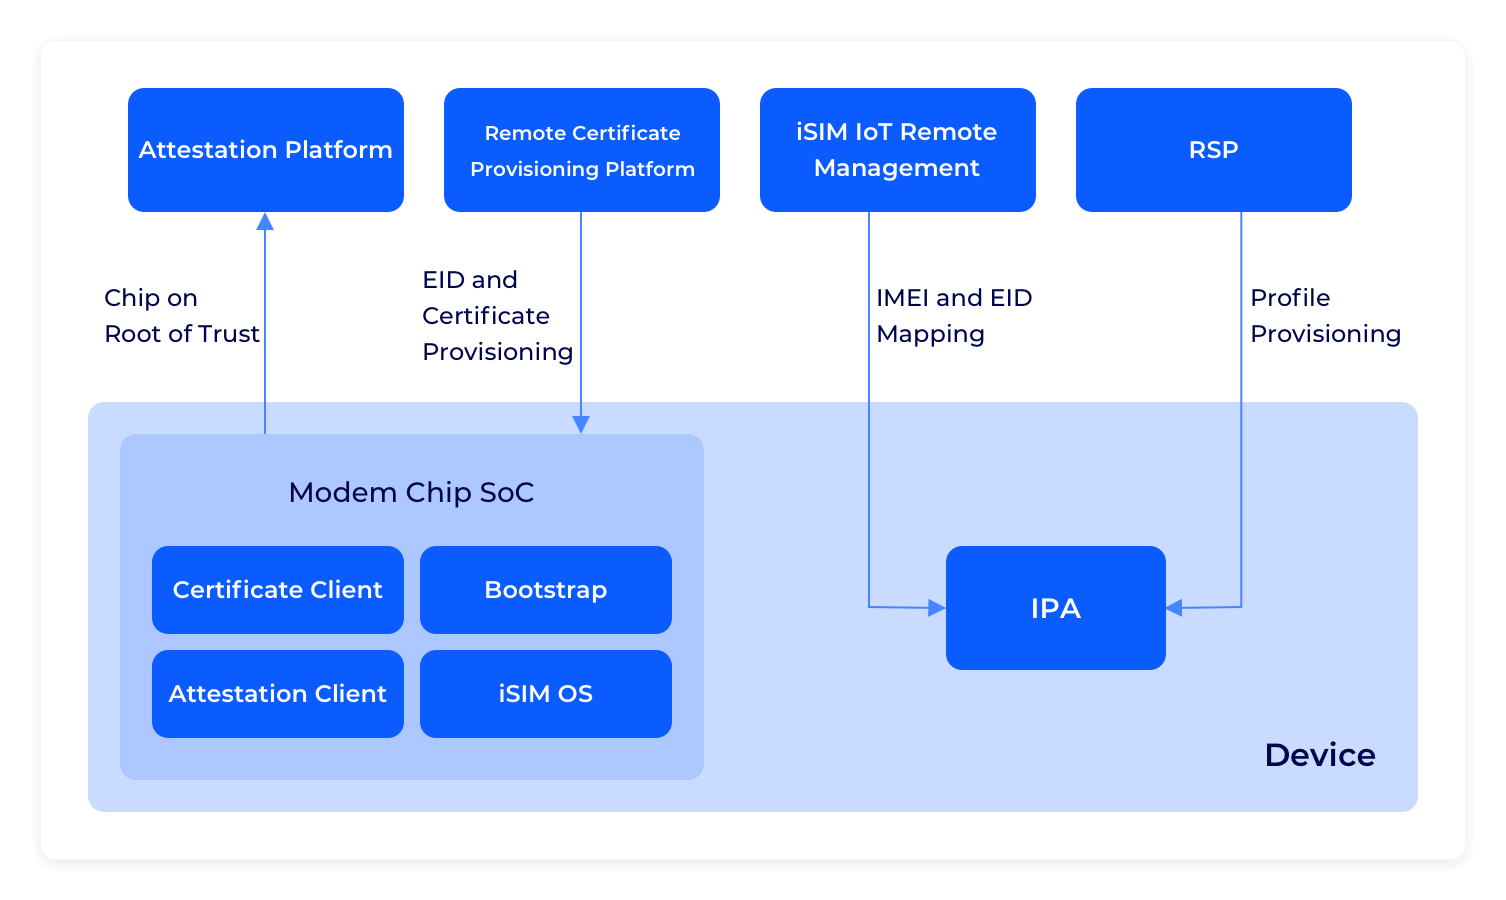 Attestation Platform
Remote Certificate
Provisioning Platform
iSIM IoT Remote
Management
RSP
Chip on
Root of Trust
EID and
Certificate
Provisioning
IMEI and EID
Mapping
Profile
Provisioning
Modem Chip SoC
Certificate Client
Bootstrap
Attestation Client
iSIM OS
IPA
Device